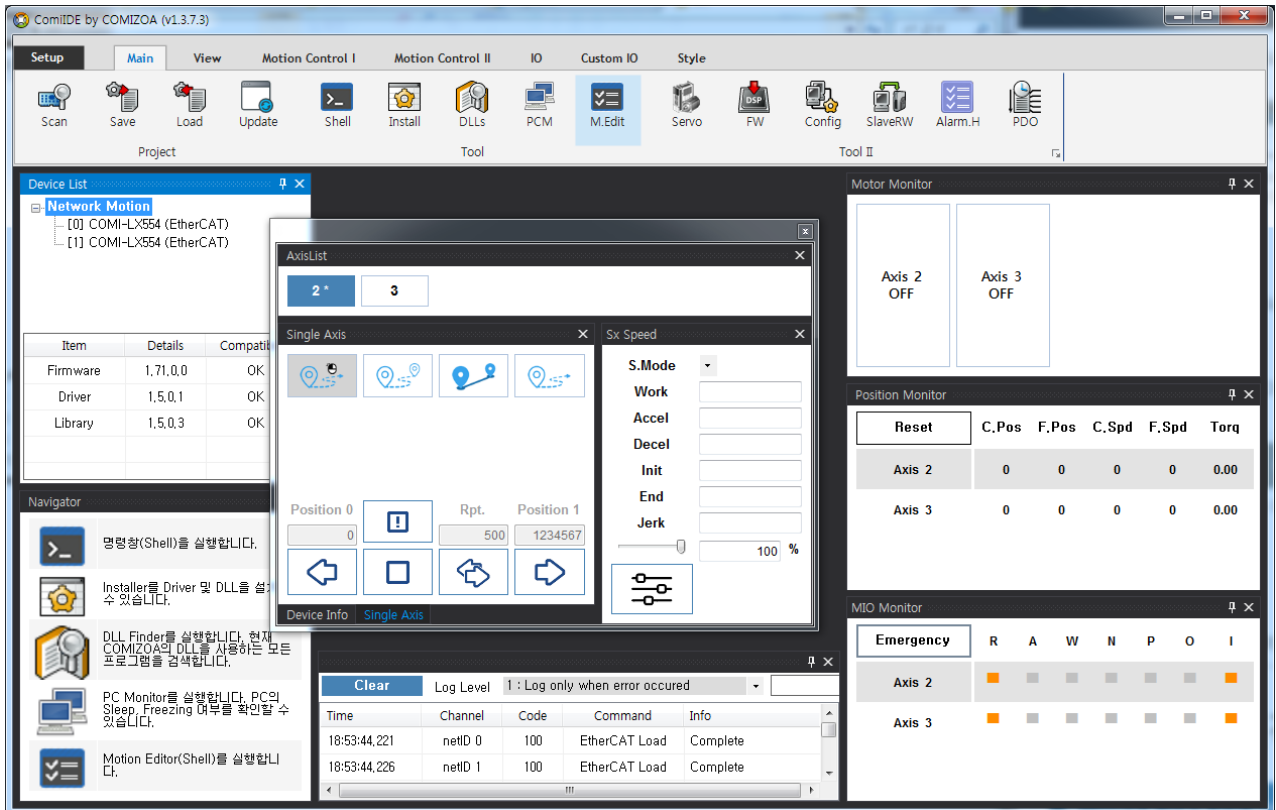 ComiIDE by COMIZOA (v1.3.7.3)
Setup Main View Motion Control I Motion Control II IO Custom IO Style
Scan Save Load Update Shell Install DLLs PCM M.Edit Servo FW Config SlaveRW Alarm.H PDO
DSP
Project Tool Tool II
Device List
Network Motion
[0] COMI-LX554 (EtherCAT)
[1] COMI-LX554 (EtherCAT)
Item Details
Firmware 1,71,0,0 OK
Driver 1,5,0,1 OK
Library 1,5,0,3 OK
Navigator
명령창(Shell)을 실행합니다.
Installer를 Driver 및 DLL을
수 있습니다.
DLL Finder를 실행합니다. 현재
COMIZOA의 DLL을 사용하는 모든
프로그램을 검색합니다.
PC Monitor를 실행합니다. PC의
Sleep, Freezing 여부를 확인할 수
있습니다.
Motion Editor(Shell)를 실행합니
다.
AxisList
2 * 3
Single Axis
Position 0 Rpt. Position 1
0 500 1234567
Device Info Single Axis
Sx Speed
S.Mode
Work
Accel
Decel
Init
End
Jerk
100 %
Clear Log Level 1 : Log only when error occured
Time Channel Code Command Info
18:53:44,221 netID 0 100 EtherCAT Load Complete
18:53:44,226 netID 1 100 EtherCAT Load Complete
Motor Monitor
Axis 2 Axis 3
OFF OFF
Position Monitor
Reset C.Pos F.Pos C.Spd F.Spd Torq
Axis 2 0 0 0 0 0.00
Axis 3 0 0 0 0 0.00
MIO Monitor
Emergency R A W N P O I
Axis 2
Axis 3